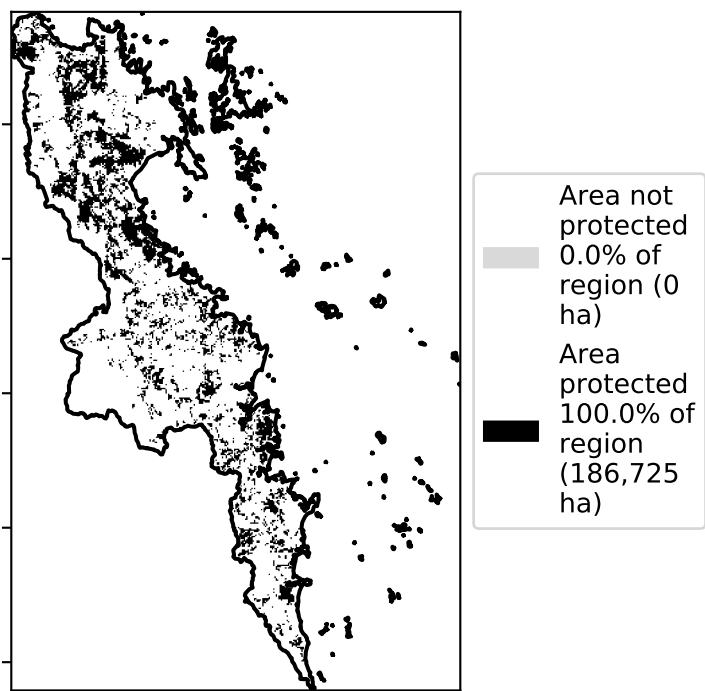 Area not
protected
0.0% of
region (0
ha)
Area
protected
100.0% of
region
(186,725
ha)